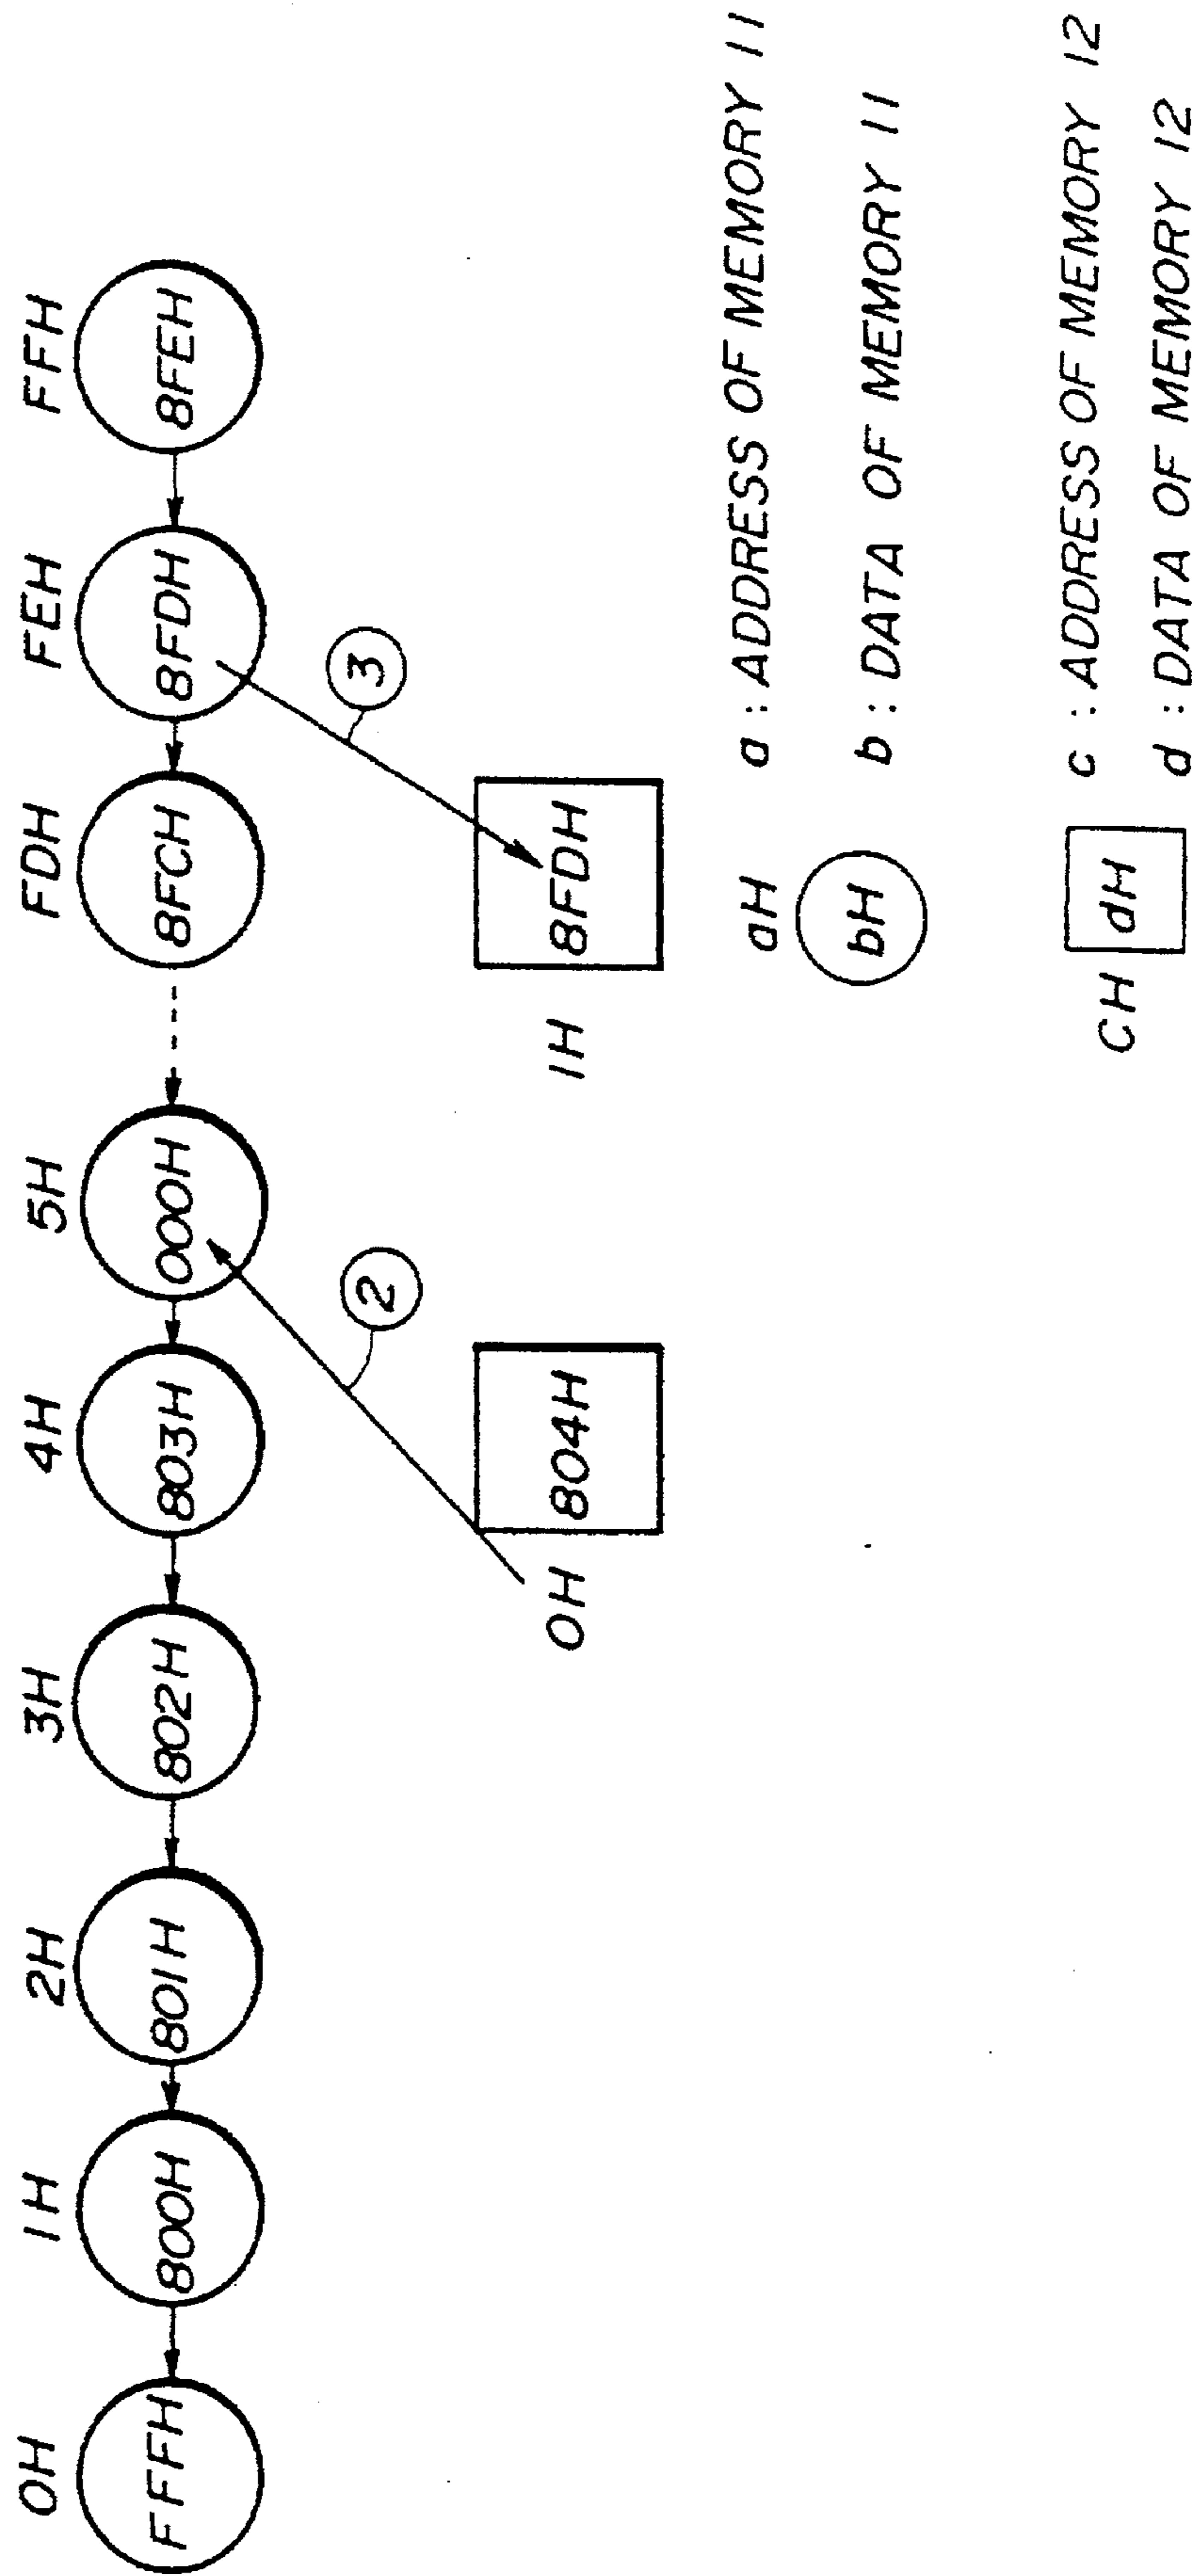 0H 1H 2H 3H 4H 5H FDH FEH FFH
FFFH 800H 801H 802H 803H 000H 8FCH 8FDH 8FEH
2 3
0H 804H 1H 8FDH
aH
bH
a : ADDRESS OF MEMORY 11
b : DATA OF MEMORY 11
CH dH
c : ADDRESS OF MEMORY 12
d : DATA OF MEMORY 12